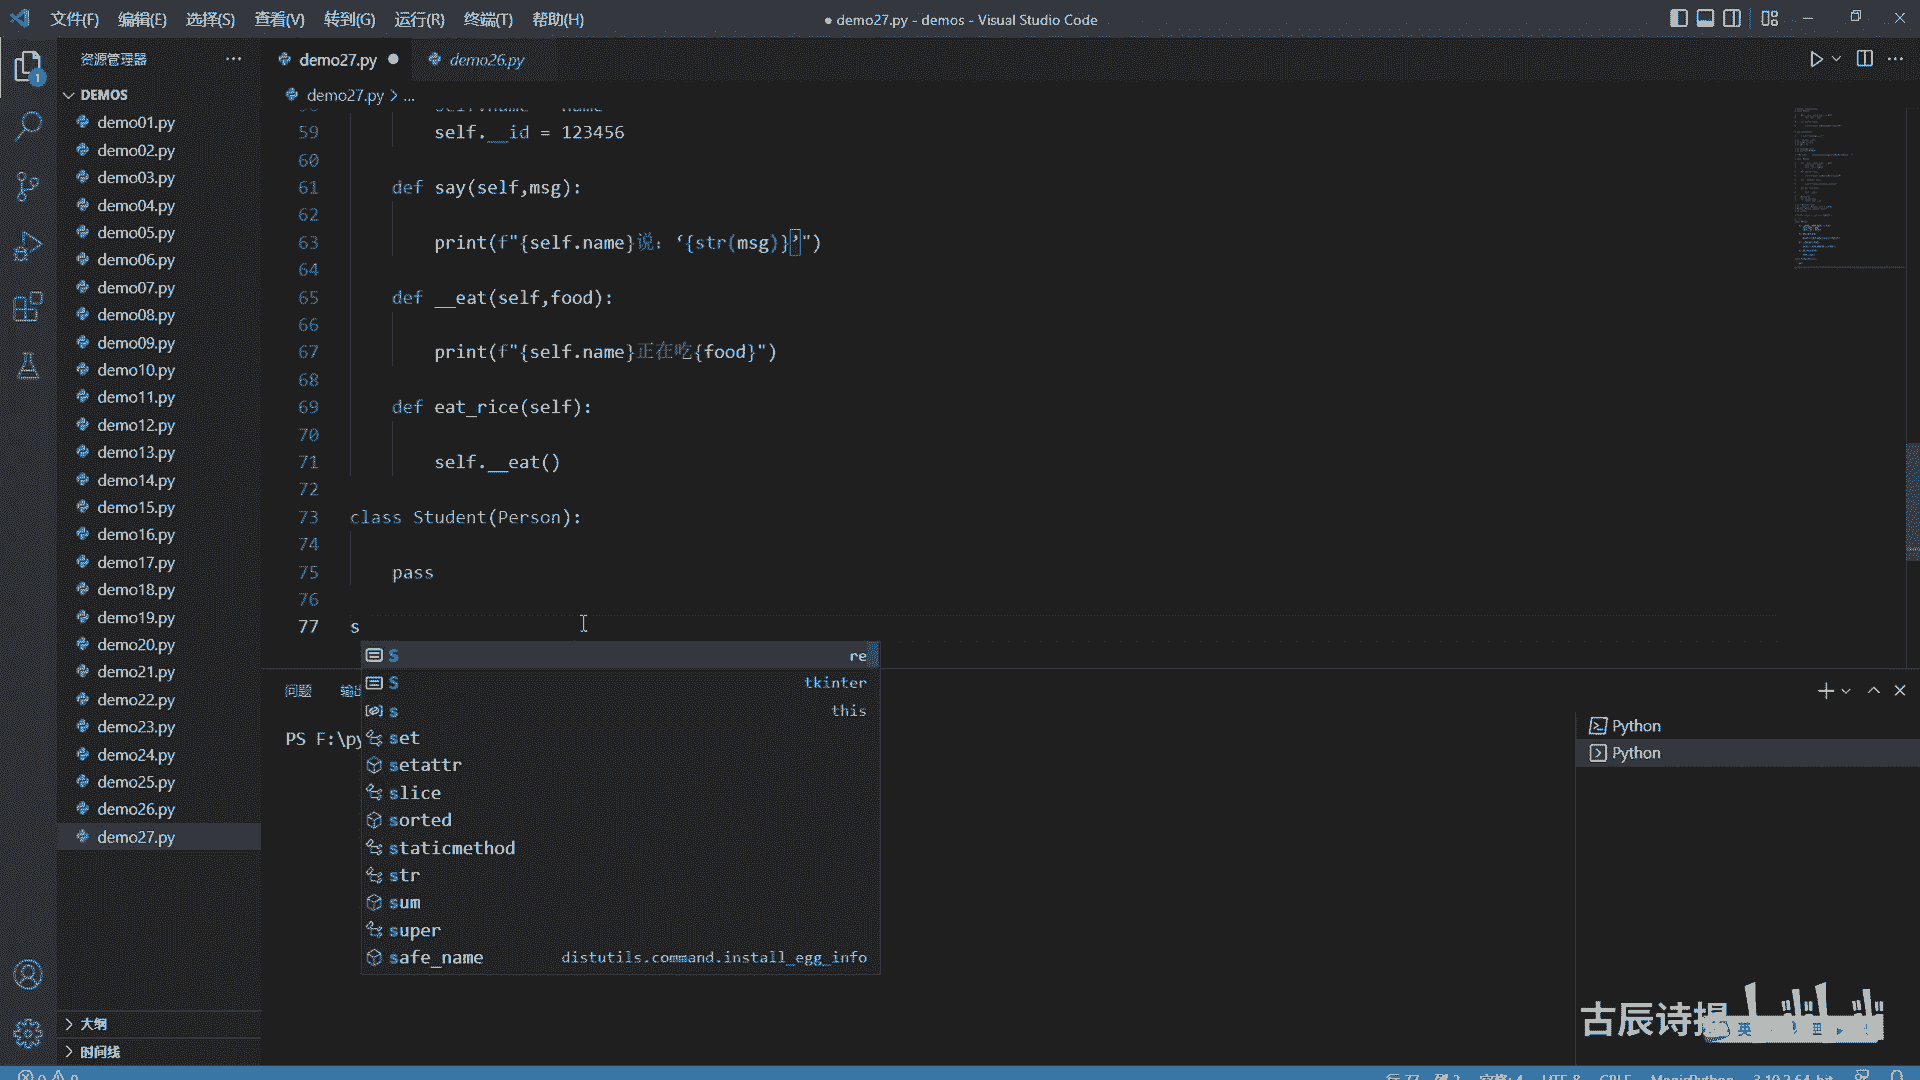 文件(F) 编辑(E) 选择(S) 查看(V) 转到(G) 运行(R) 终端(T) 帮助(H)
● demo27.py - demos - Visual Studio Code
资源管理器
1
DEMOS
demo01.py
demo02.py
demo03.py
demo04.py
demo05.py
demo06.py
demo07.py
demo08.py
demo09.py
demo10.py
demo11.py
demo12.py
demo13.py
demo14.py
demo15.py
demo16.py
demo17.py
demo18.py
demo19.py
demo20.py
demo21.py
demo22.py
demo23.py
demo24.py
demo25.py
demo26.py
demo27.py
大纲
时间线
demo27.py demo26.py
demo27.py > ...
59 self.__id = 123456
60
61 def say(self,msg):
62
63 print(f"{self.name}说：‘{str(msg)}’")
64
65 def __eat(self,food):
66
67 print(f"{self.name}正在吃{food}")
68
69 def eat_rice(self):
70
71 self.__eat()
72
73 class Student(Person):
74
75 pass
76
77 s
S re
S tkinter
s this
set
setattr
slice
sorted
staticmethod
str
sum
super
safe_name distutils.command.install_egg_info
问题
PS F:\py
Python
Python
古辰诗提
英